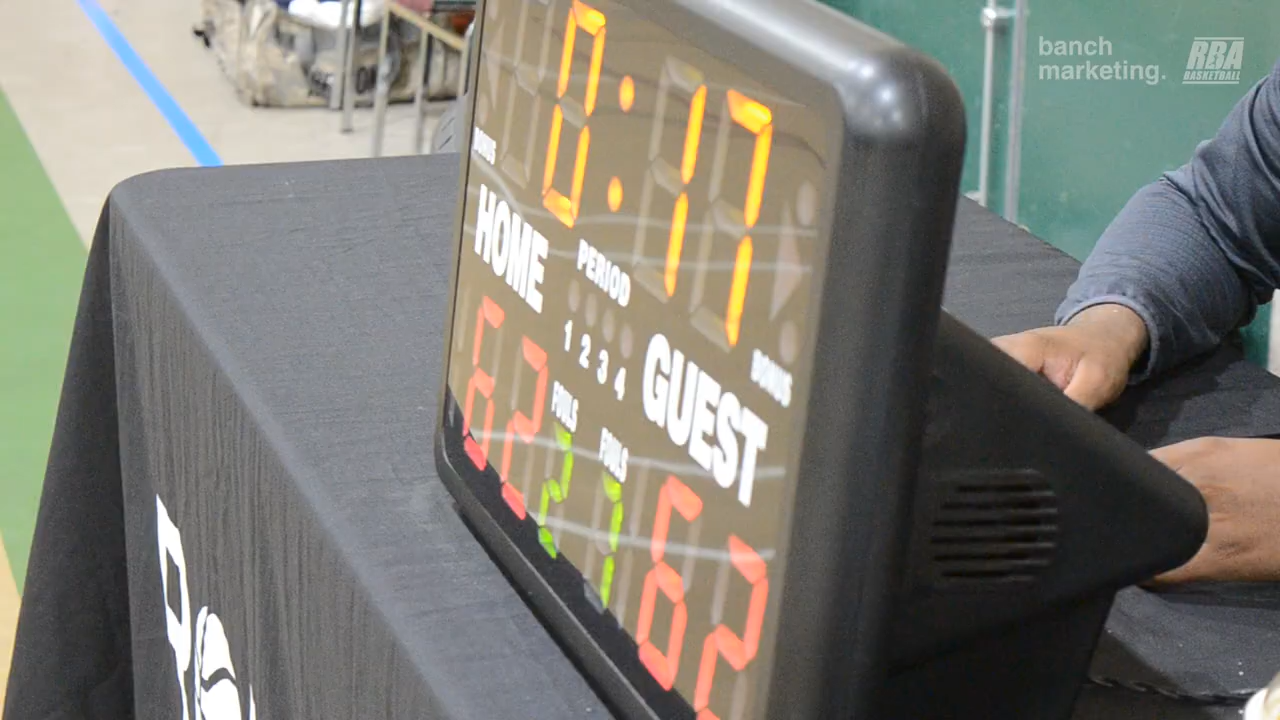 banch
marketing.
RBA
BASKETBALL
0:17
BONUS
HOME
PERIOD
1 2 3 4
GUEST
BONUS
62
FOULS
FOULS
62